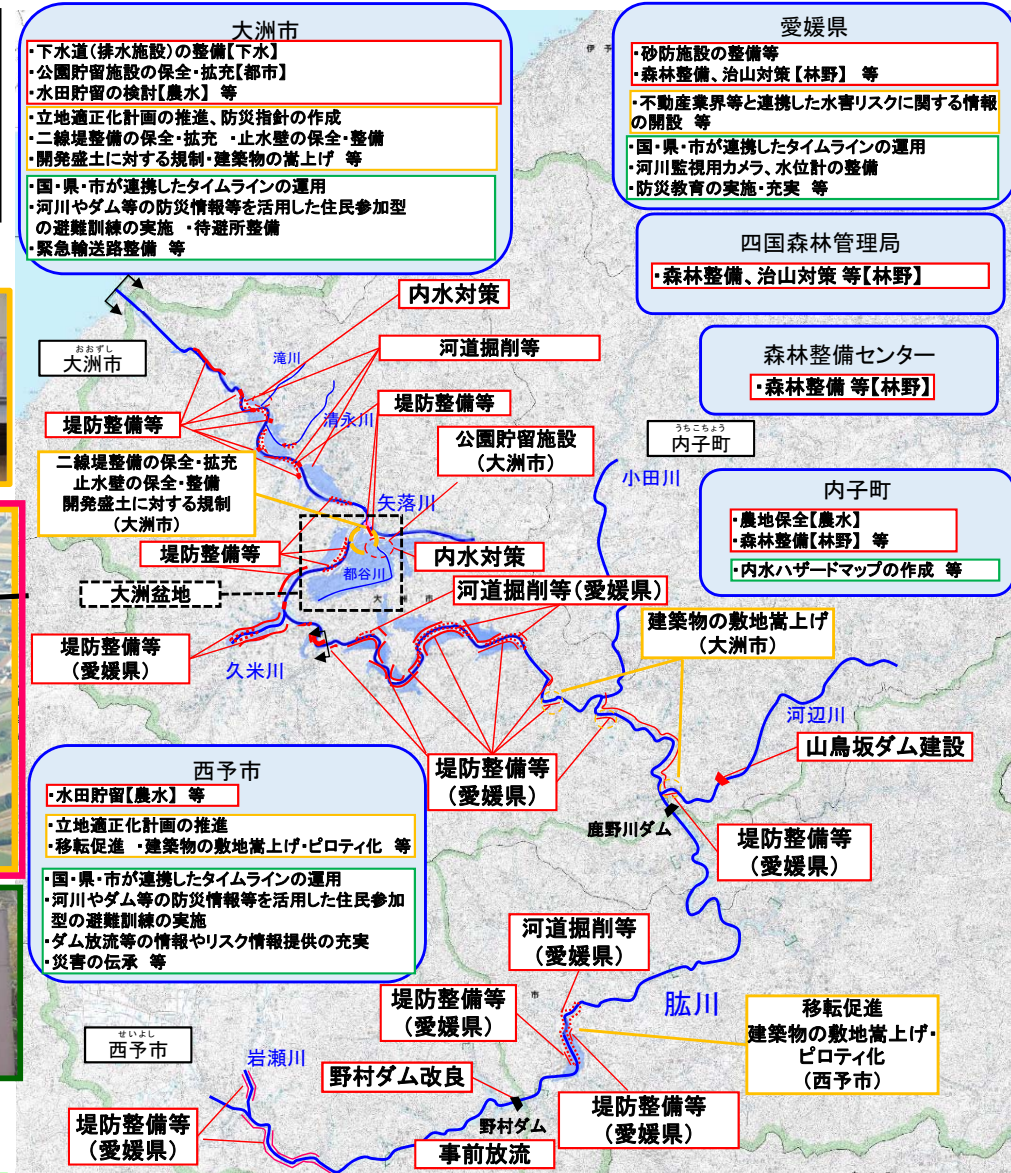 大洲市
・下水道(排水施設)の整備【下水】
・公園貯留施設の保全・拡充【都市】
・水田貯留の検討【農水】 等
・立地適正化計画の推進、防災指針の作成
・二線堤整備の保全・拡充 ・止水壁の保全・整備
・開発盛土に対する規制・建築物の嵩上げ 等
・国・県・市が連携したタイムラインの運用
・河川やダム等の防災情報等を活用した住民参加型
の避難訓練の実施 ・待避所整備
・緊急輸送路整備 等
愛媛県
・砂防施設の整備等
・森林整備、治山対策【林野】 等
・不動産業界等と連携した水害リスクに関する情報
の開設 等
・国・県・市が連携したタイムラインの運用
・河川監視用カメラ、水位計の整備
・防災教育の実施・充実 等
四国森林管理局
・森林整備、治山対策 等【林野】
森林整備センター
・森林整備 等【林野】
内子町
・農地保全【農水】
・森林整備【林野】 等
・内水ハザードマップの作成 等
伊予
おおずし
大洲市
内水対策
滝川
河道掘削等
堤防整備等
清永川
堤防整備等
公園貯留施設
(大洲市)
うちこちょう
内子町
小田川
二線堤整備の保全・拡充
止水壁の保全・整備
開発盛土に対する規制
(大洲市)
矢落川
堤防整備等
内水対策
都谷川
大洲盆地
大洲市
河道掘削等(愛媛県)
建築物の敷地嵩上げ
(大洲市)
堤防整備等
(愛媛県)
久米川
河辺川
山鳥坂ダム建設
堤防整備等
(愛媛県)
鹿野川ダム
堤防整備等
(愛媛県)
西予市
・水田貯留【農水】 等
・立地適正化計画の推進
・移転促進 ・建築物の敷地嵩上げ・ピロティ化 等
・国・県・市が連携したタイムラインの運用
・河川やダム等の防災情報等を活用した住民参加
型の避難訓練の実施
・ダム放流等の情報やリスク情報提供の充実
・災害の伝承 等
河道掘削等
(愛媛県)
堤防整備等
(愛媛県)
市
肱川
移転促進
建築物の敷地嵩上げ・
ピロティ化
(西予市)
せいよし
西予市
岩瀬川
野村ダム改良
野村ダム
堤防整備等
(愛媛県)
堤防整備等
(愛媛県)
事前放流